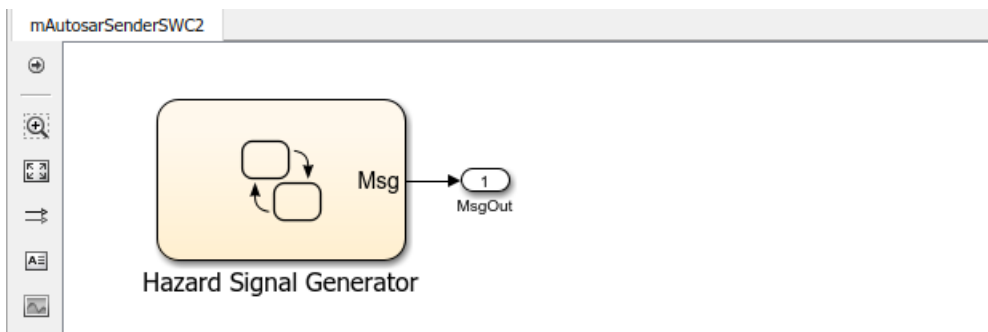 mAutosarSenderSWC2
Msg
1
MsgOut
Hazard Signal Generator
A